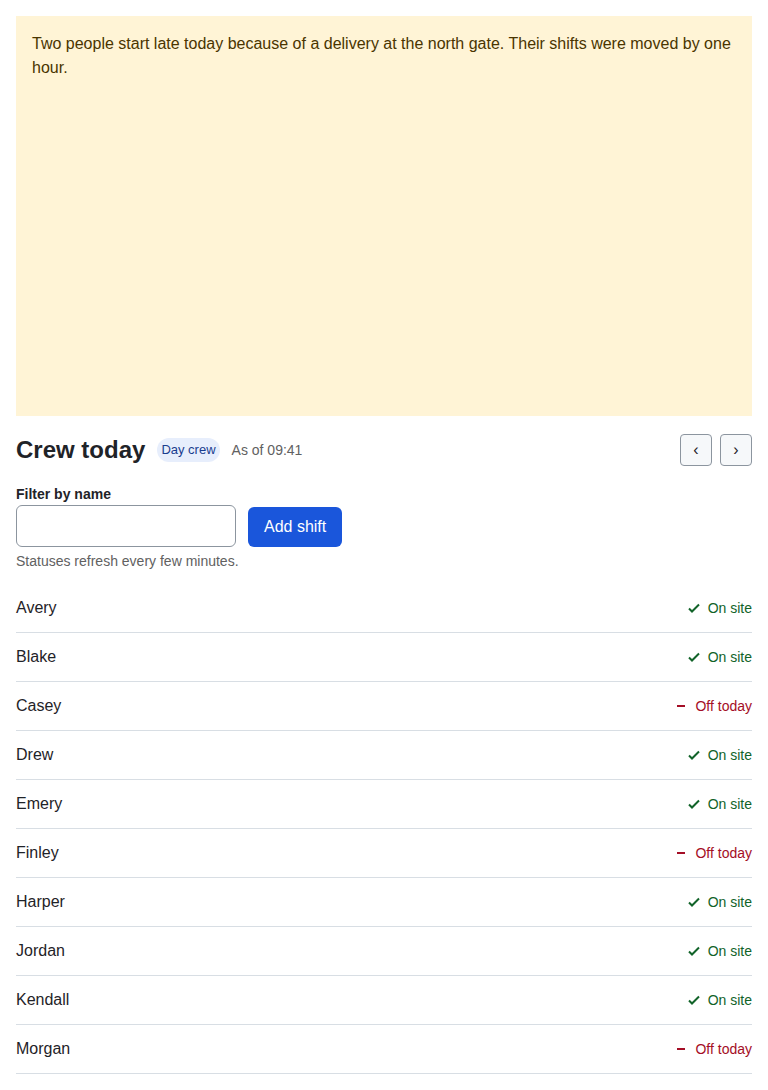 Two people start late today because of a delivery at the north gate. Their shifts were moved by one
hour.
Crew today Day crew As of 09:41 ‹ ›
Filter by name
Add shift
Statuses refresh every few minutes.
Avery On site
Blake On site
Casey Off today
Drew On site
Emery On site
Finley Off today
Harper On site
Jordan On site
Kendall On site
Morgan Off today